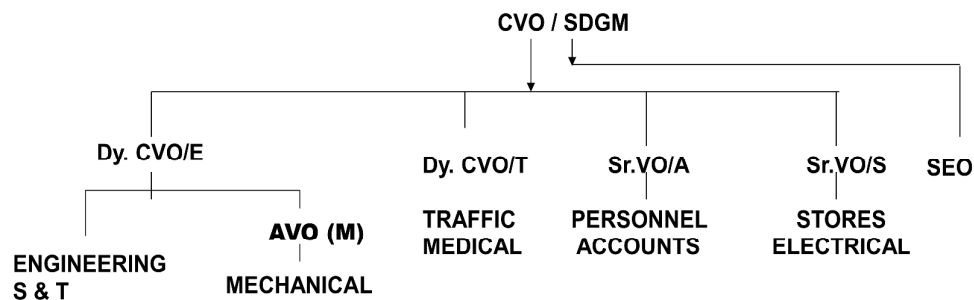 CVO / SDGM
Dy. CVO/E
Dy. CVO/T
Sr.VO/A
Sr.VO/S
SEO
AVO (M)
TRAFFIC
MEDICAL
PERSONNEL
ACCOUNTS
STORES
ELECTRICAL
ENGINEERING
S & T
MECHANICAL